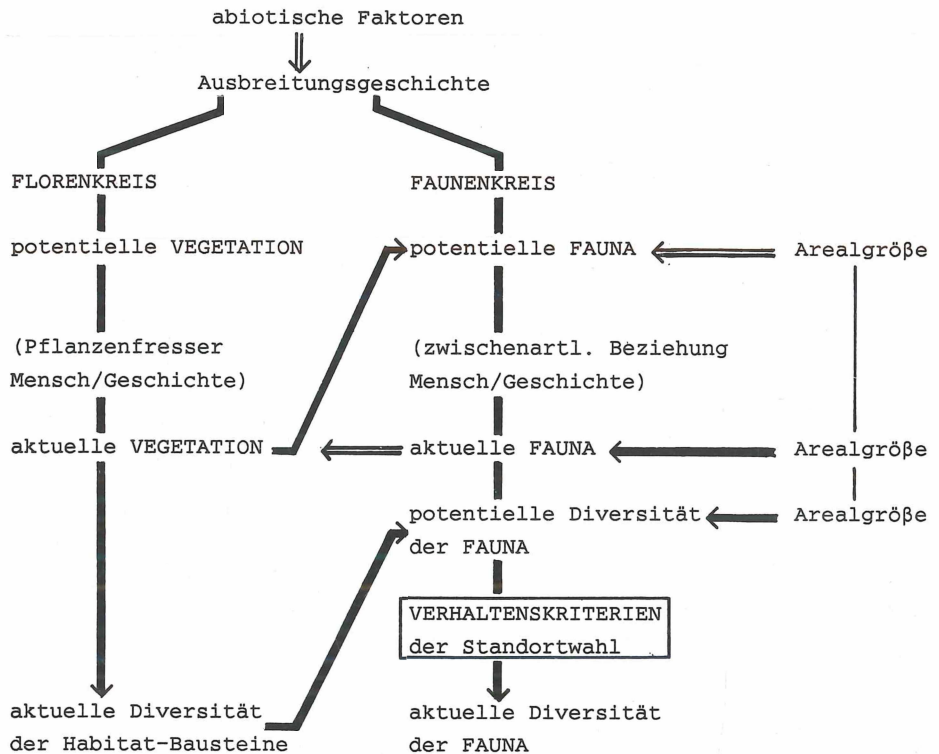 abiotische Faktoren
Ausbreitungsgeschichte
FLORENKREIS FAUNENKREIS
potentielle VEGETATION potentielle FAUNA Arealgröße
(Pflanzenfresser (zwischenartl. Beziehung
Mensch/Geschichte) Mensch/Geschichte)
aktuelle VEGETATION aktuelle FAUNA Arealgröße
potentielle Diversität Arealgröße
der FAUNA
VERHALTENSKRITERIEN
der Standortwahl
aktuelle Diversität aktuelle Diversität
der Habitat-Bausteine der FAUNA